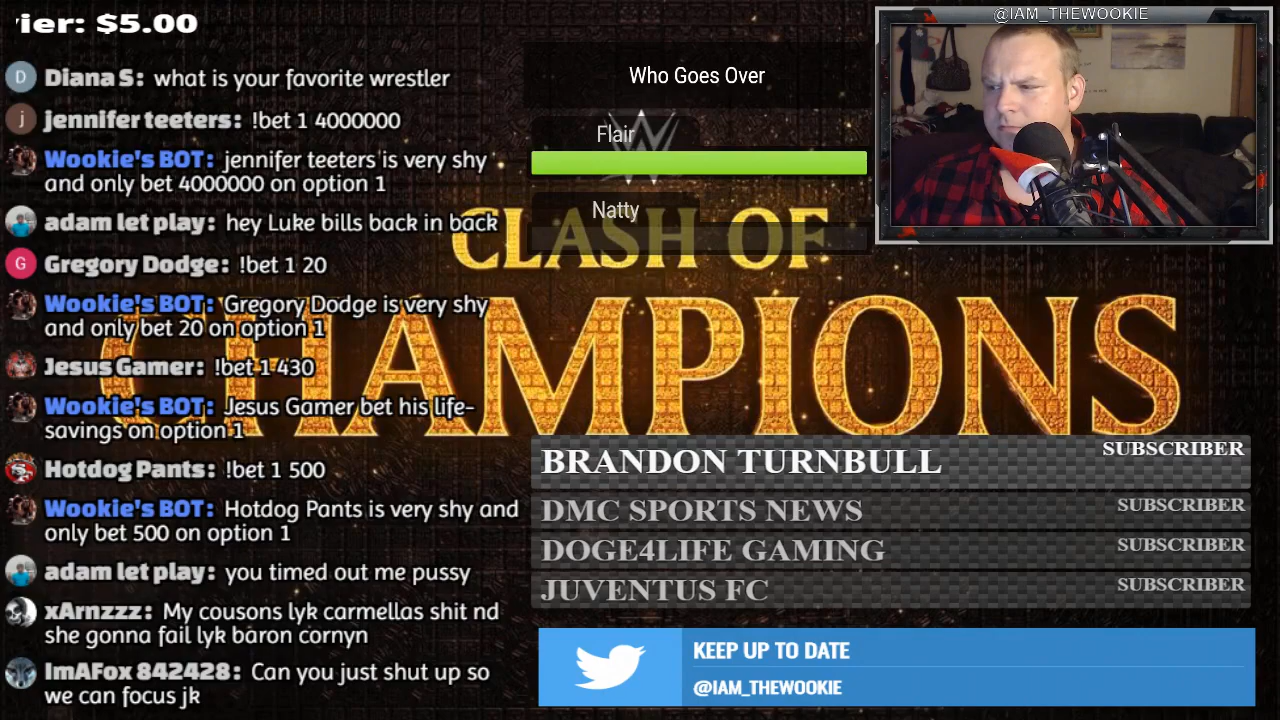 ier: $5.00
D Diana S: what is your favorite wrestler
j jennifer teeters: !bet 1 4000000
Wookie's BOT: jennifer teeters is very shy
and only bet 4000000 on option 1
adam let play: hey Luke bills back in back
G Gregory Dodge: !bet 1 20
Wookie's BOT: Gregory Dodge is very shy
and only bet 20 on option 1
Jesus Gamer: !bet 1 430
Wookie's BOT: Jesus Gamer bet his life-
savings on option 1
Hotdog Pants: !bet 1 500
Wookie's BOT: Hotdog Pants is very shy and
only bet 500 on option 1
adam let play: you timed out me pussy
xArnzzz: My cousons lyk carmellas shit nd
she gonna fail lyk baron cornyn
ImAFox 842428: Can you just shut up so
we can focus jk
Who Goes Over
Flair
Natty
@IAM_THEWOOKIE
W
CLASH OF
CHAMPIONS
BRANDON TURNBULL SUBSCRIBER
DMC SPORTS NEWS SUBSCRIBER
DOGE4LIFE GAMING SUBSCRIBER
JUVENTUS FC SUBSCRIBER
KEEP UP TO DATE
@IAM_THEWOOKIE